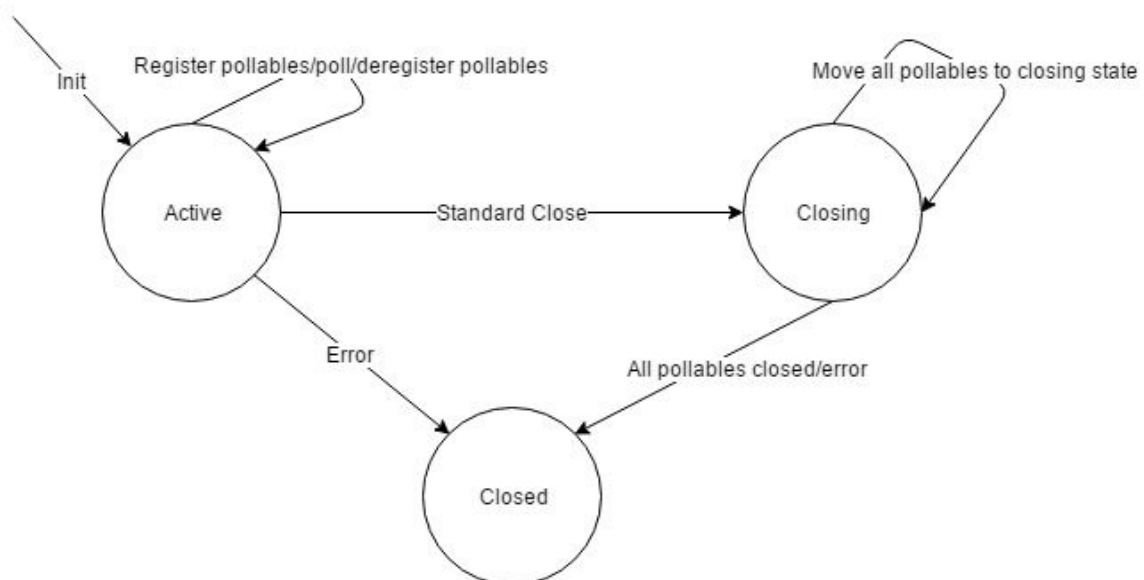 Init
Register pollables/poll/deregister pollables
Move all pollables to closing state
Active
Standard Close
Closing
Error
All pollables closed/error
Closed